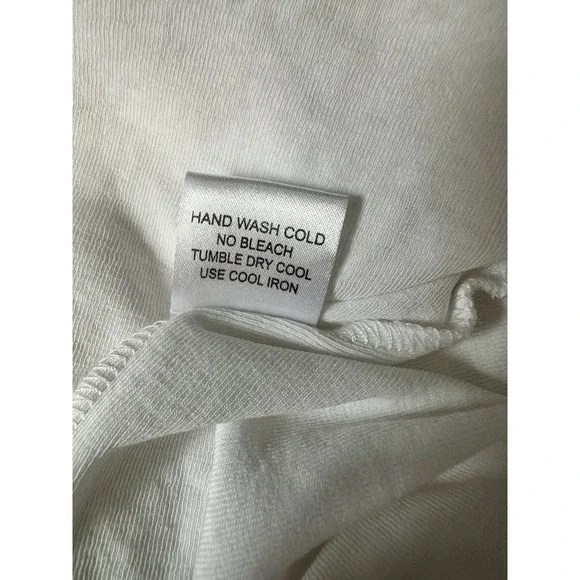 HAND WASH COLD
NO BLEACH
TUMBLE DRY COOL
USE COOL IRON